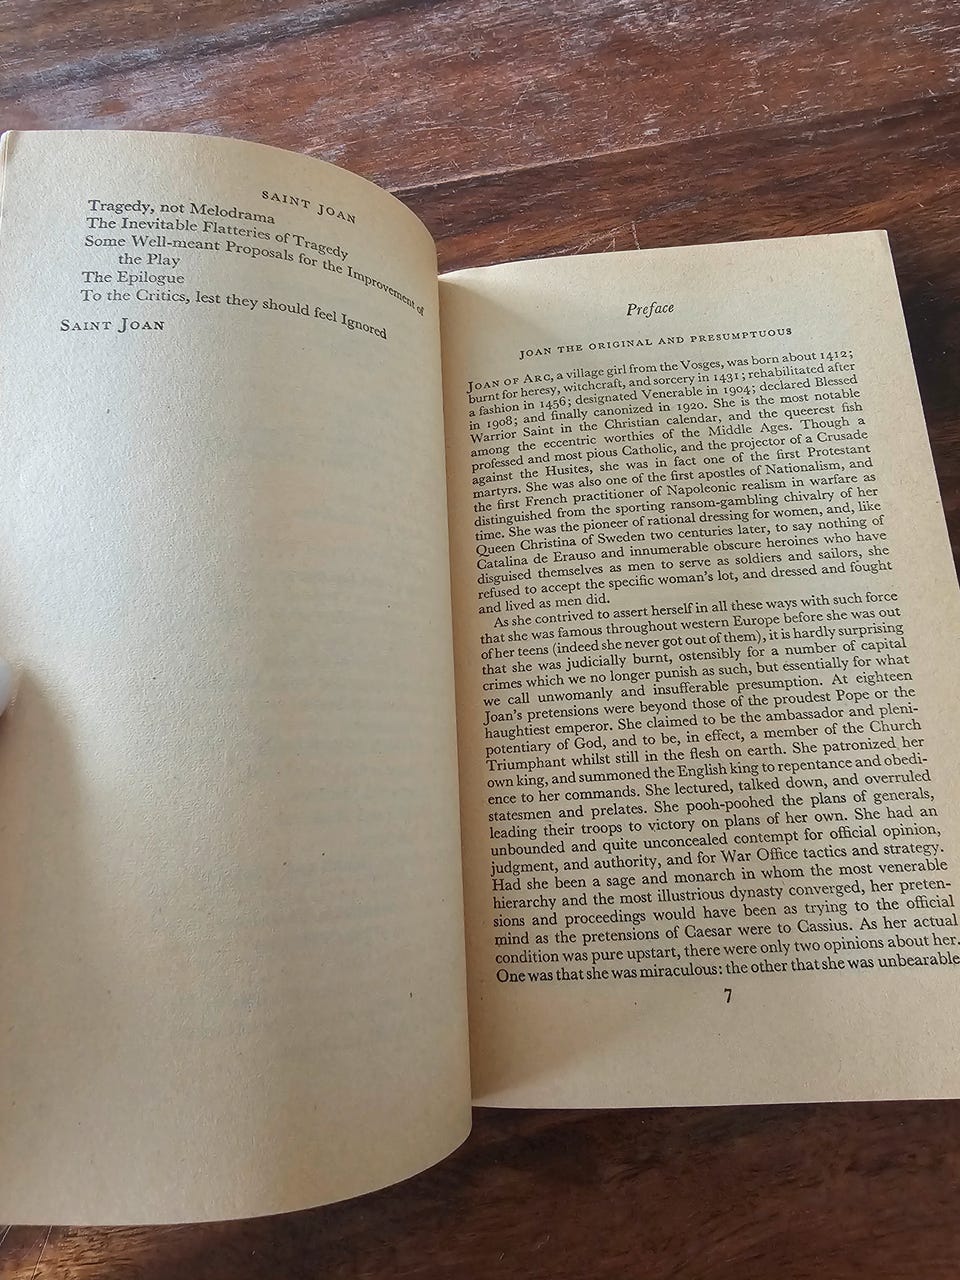 SAINT JOAN
Tragedy, not Melodrama
The Inevitable Flatteries of Tragedy
Some Well-meant Proposals for the Improvement of
the Play
The Epilogue
To the Critics, lest they should feel Ignored
SAINT JOAN
Preface
JOAN THE ORIGINAL AND PRESUMPTUOUS
JOAN OF ARC, a village girl from the Vosges, was born about 1412;
burnt for heresy, witchcraft, and sorcery in 1431; rehabilitated after
a fashion in 1456; designated Venerable in 1904; declared Blessed
in 1908; and finally canonized in 1920. She is the most notable
Warrior Saint in the Christian calendar, and the queerest fish
among the eccentric worthies of the Middle Ages. Though a
professed and most pious Catholic, and the projector of a Crusade
against the Husites, she was in fact one of the first Protestant
martyrs. She was also one of the first apostles of Nationalism, and
the first French practitioner of Napoleonic realism in warfare as
distinguished from the sporting ransom-gambling chivalry of her
time. She was the pioneer of rational dressing for women, and, like
Queen Christina of Sweden two centuries later, to say nothing of
Catalina de Erauso and innumerable obscure heroines who have
disguised themselves as men to serve as soldiers and sailors, she
refused to accept the specific woman's lot, and dressed and fought
and lived as men did.
As she contrived to assert herself in all these ways with such force
that she was famous throughout western Europe before she was out
of her teens (indeed she never got out of them), it is hardly surprising
that she was judicially burnt, ostensibly for a number of capital
crimes which we no longer punish as such, but essentially for what
we call unwomanly and insufferable presumption. At eighteen
Joan's pretensions were beyond those of the proudest Pope or the
haughtiest emperor. She claimed to be the ambassador and pleni-
potentiary of God, and to be, in effect, a member of the Church
Triumphant whilst still in the flesh on earth. She patronized her
own king, and summoned the English king to repentance and obedi-
ence to her commands. She lectured, talked down, and overruled
statesmen and prelates. She pooh-poohed the plans of generals,
leading their troops to victory on plans of her own. She had an
unbounded and quite unconcealed contempt for official opinion,
judgment, and authority, and for War Office tactics and strategy.
Had she been a sage and monarch in whom the most venerable
hierarchy and the most illustrious dynasty converged, her preten-
sions and proceedings would have been as trying to the official
mind as the pretensions of Caesar were to Cassius. As her actual
condition was pure upstart, there were only two opinions about her.
One was that she was miraculous: the other that she was unbearable
7